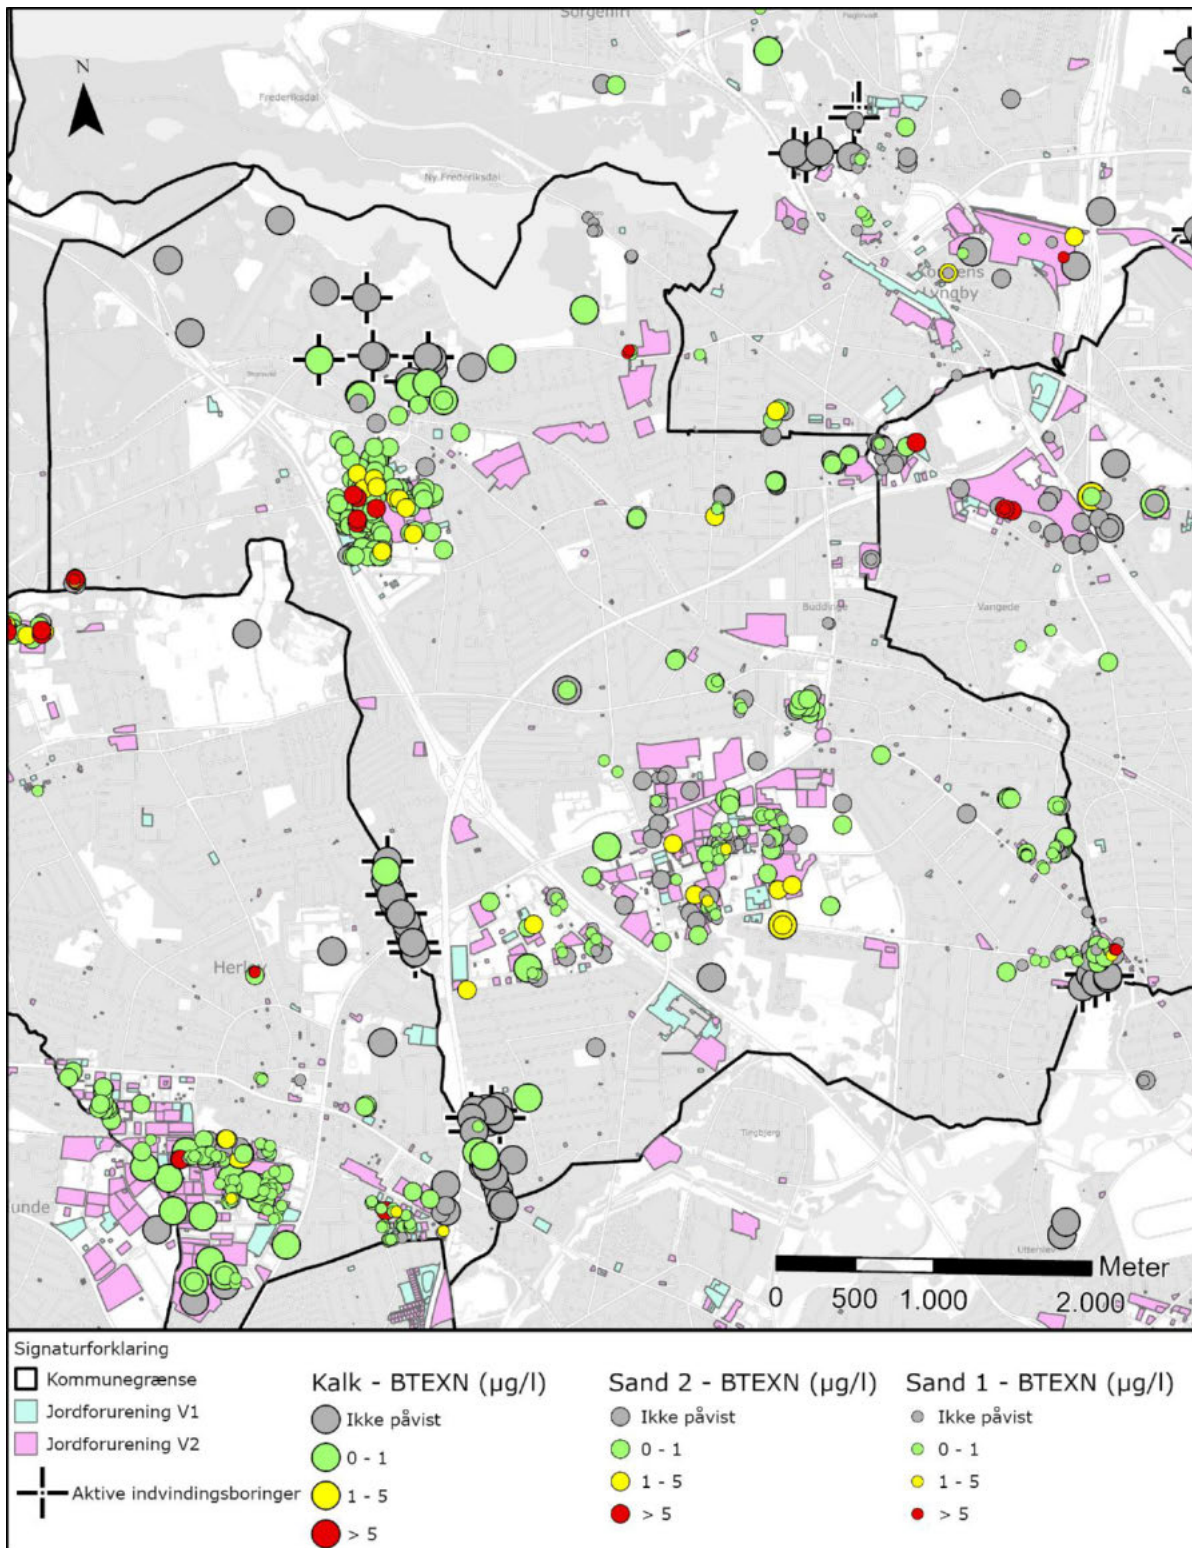 Sorgenfri
N
Frederiksdal
Ny Frederiksdal
Kongens
Lyngby
Buddinge
Vangede
Herlev
Tingbjerg
unde
Utterslev
Meter
0 500 1.000 2.000
Signaturforklaring
Kommunegrænse
Jordforurening V1
Jordforurening V2
Aktive indvindingsboringer
Kalk - BTEXN (µg/l)
Ikke påvist
0 - 1
1 - 5
> 5
Sand 2 - BTEXN (µg/l)
Ikke påvist
0 - 1
1 - 5
> 5
Sand 1 - BTEXN (µg/l)
Ikke påvist
0 - 1
1 - 5
> 5